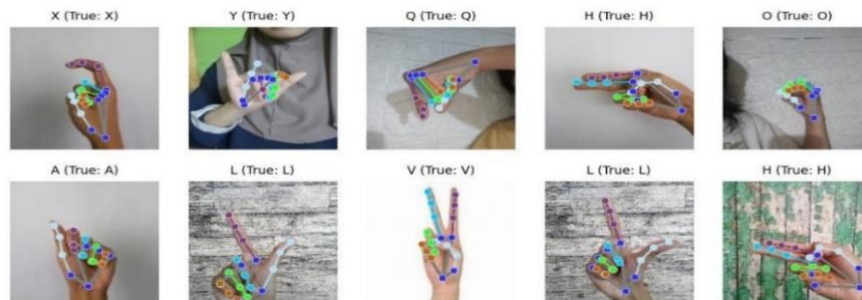 X (True: X)
Y (True: Y)
Q (True: Q)
H (True: H)
O (True: O)
A (True: A)
L (True: L)
V (True: V)
L (True: L)
H (True: H)